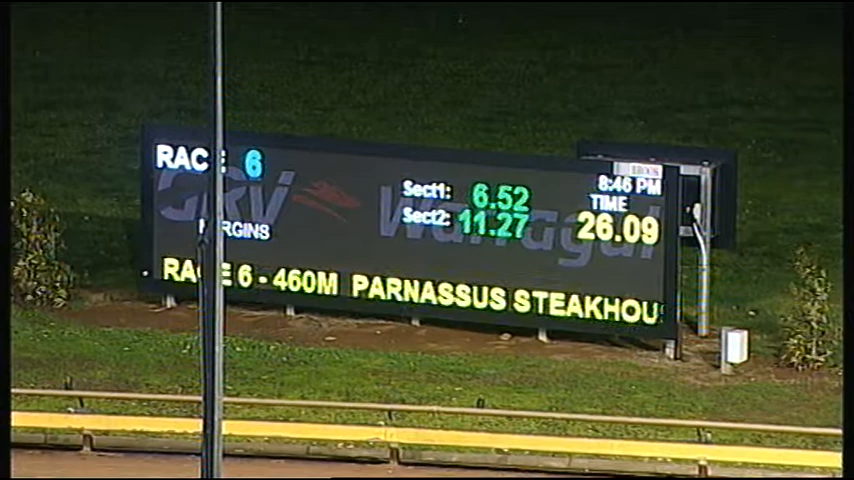 RACE 6
GRV Warragul
Sect1: 6.52
Sect2: 11.27
8:46 PM
TIME
26.09
MARGINS
RACE 6 - 460M PARNASSUS STEAKHOU